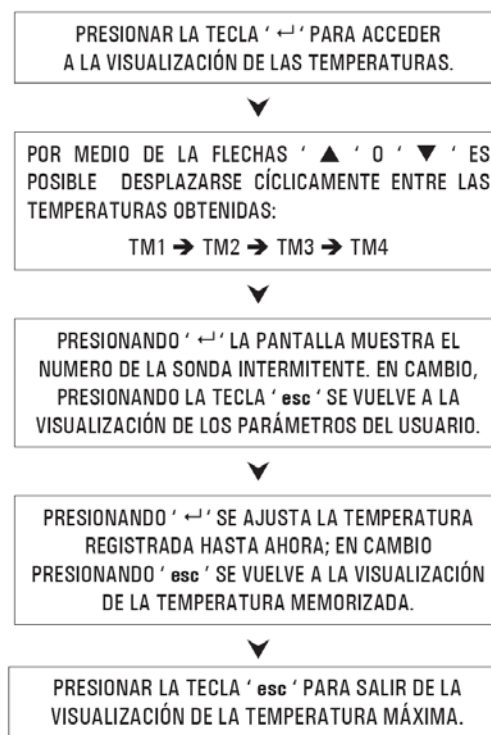 PRESIONAR LA TECLA ‘ ↵ ‘ PARA ACCEDER
A LA VISUALIZACIÓN DE LAS TEMPERATURAS.
POR MEDIO DE LA FLECHAS ‘ ▲ ‘ O ‘ ▼ ‘ ES
POSIBLE DESPLAZARSE CÍCLICAMENTE ENTRE LAS
TEMPERATURAS OBTENIDAS:
TM1 ➔ TM2 ➔ TM3 ➔ TM4
PRESIONANDO ‘ ↵ ‘ LA PANTALLA MUESTRA EL
NUMERO DE LA SONDA INTERMITENTE. EN CAMBIO,
PRESIONANDO LA TECLA ‘ esc ‘ SE VUELVE A LA
VISUALIZACIÓN DE LOS PARÁMETROS DEL USUARIO.
PRESIONANDO ‘ ↵ ‘ SE AJUSTA LA TEMPERATURA
REGISTRADA HASTA AHORA; EN CAMBIO
PRESIONANDO ‘ esc ‘ SE VUELVE A LA VISUALIZACIÓN
DE LA TEMPERATURA MEMORIZADA.
PRESIONAR LA TECLA ‘ esc ‘ PARA SALIR DE LA
VISUALIZACIÓN DE LA TEMPERATURA MÁXIMA.